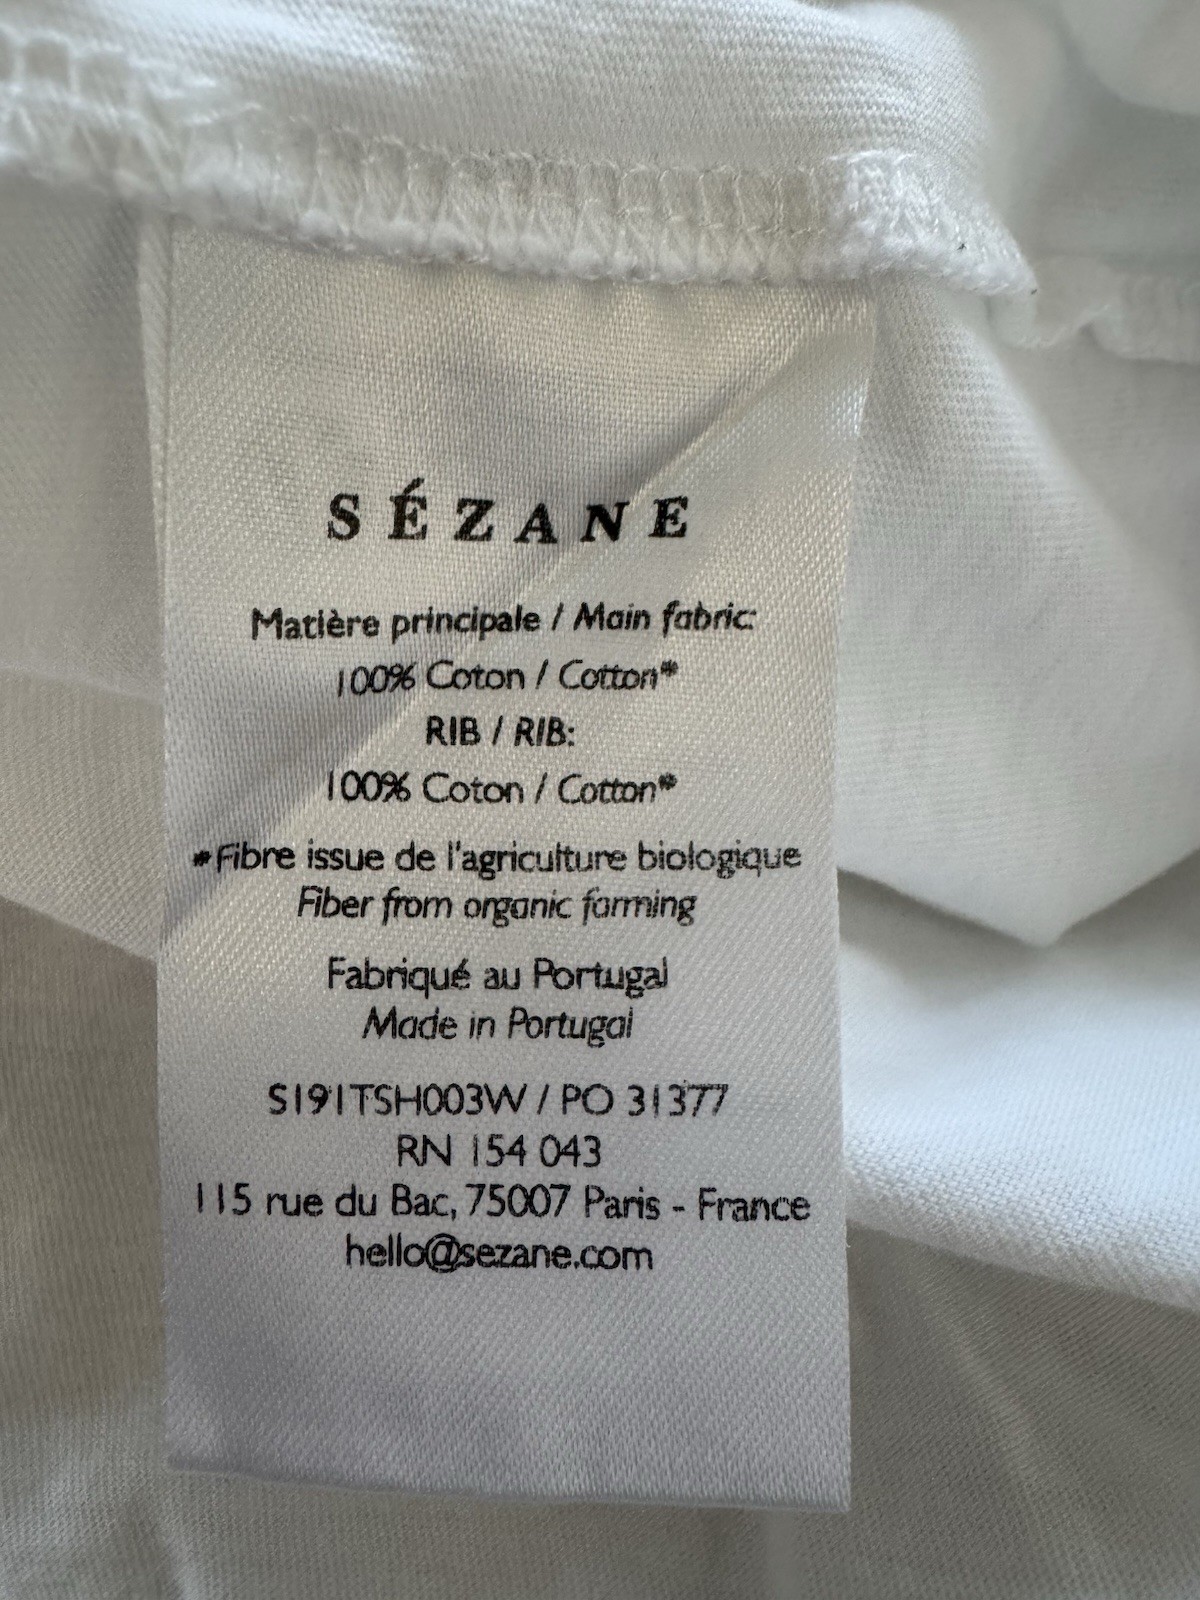 SÉZANE
Matière principale / Main fabric:
100% Coton / Cotton*
RIB / RIB:
100% Coton / Cotton*
*Fibre issue de l'agriculture biologique
Fiber from organic farming
Fabriqué au Portugal
Made in Portugal
S191TSH003W / PO 31377
RN 154 043
115 rue du Bac, 75007 Paris - France
hello@sezane.com